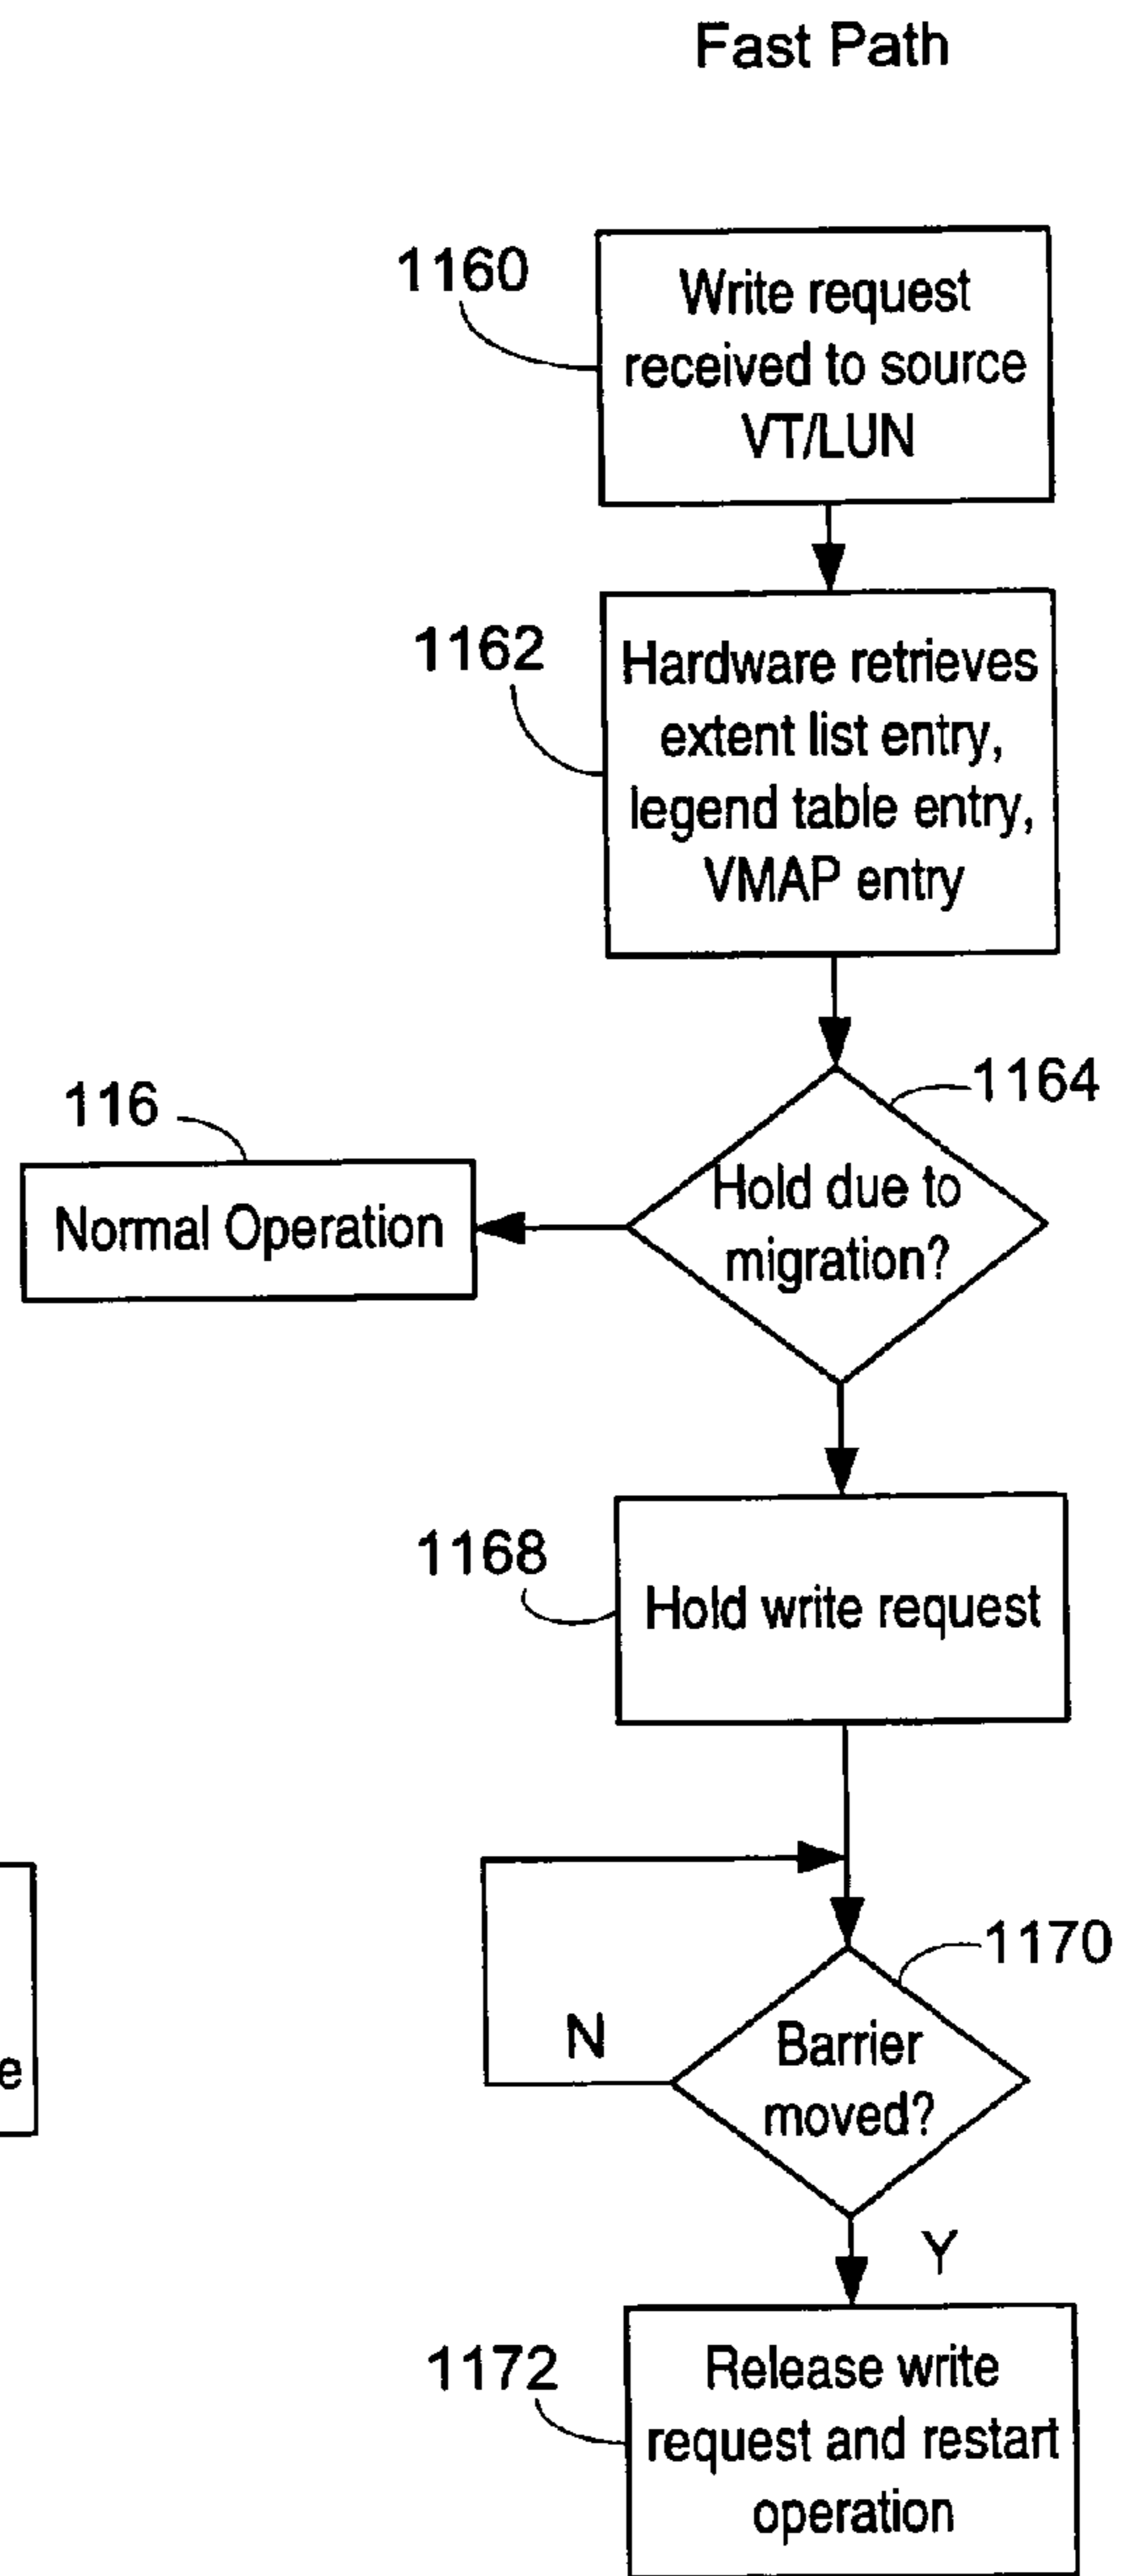 Fast Path
1160
Write request
received to source
VT/LUN
1162
Hardware retrieves
extent list entry,
legend table entry,
VMAP entry
1164
Hold due to
migration?
116
Normal Operation
1168
Hold write request
1170
Barrier
moved?
N
Y
e
1172
Release write
request and restart
operation